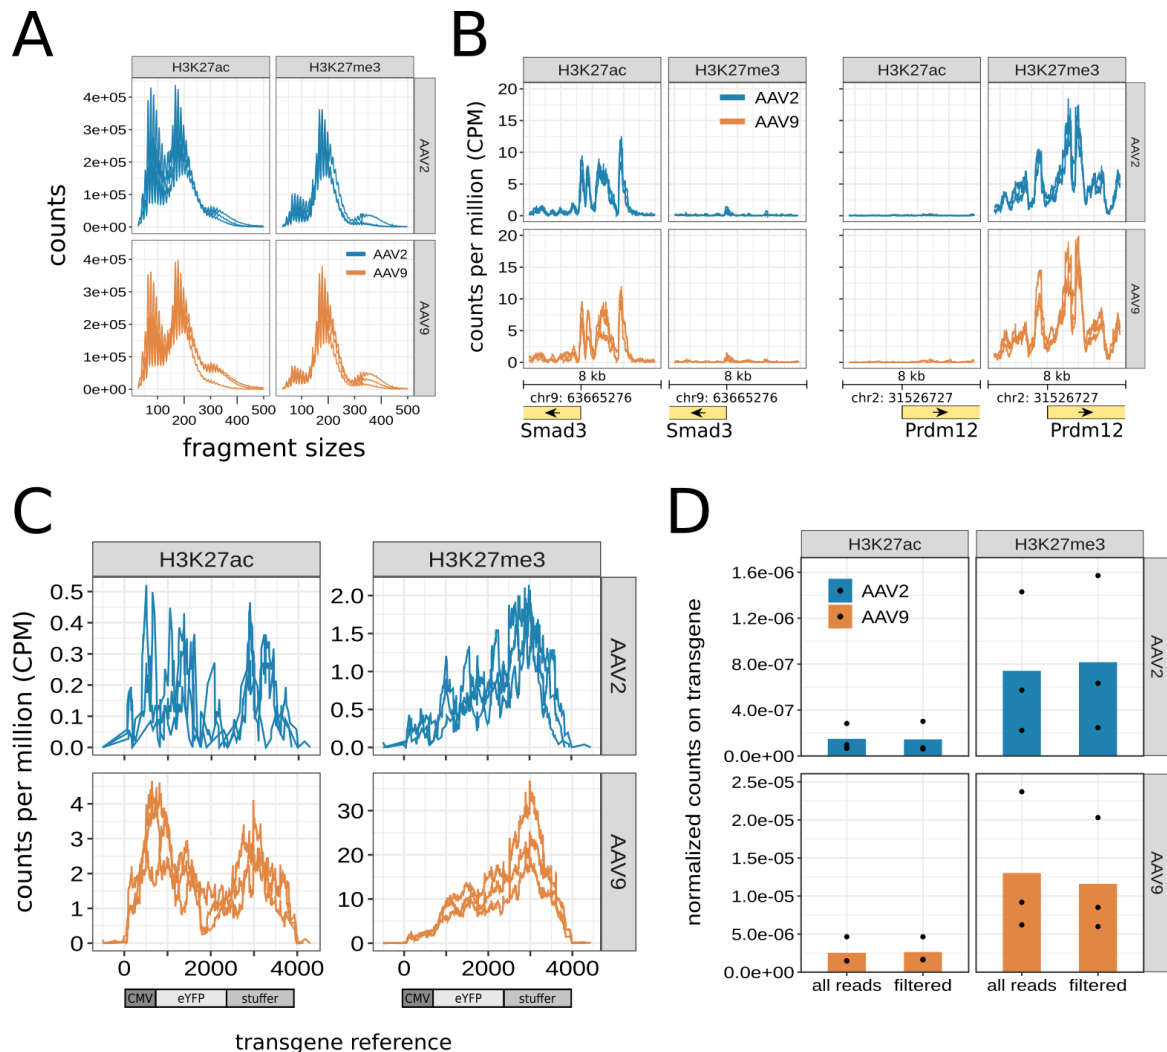 A
H3K27ac H3K27me3
4e+05
3e+05
2e+05
1e+05
0e+00
AAV2
counts
4e+05
3e+05
2e+05
1e+05
0e+00
AAV2
AAV9
AAV9
100 300 500 100 300 500
fragment sizes
B
H3K27ac H3K27me3 H3K27ac H3K27me3
counts per million (CPM)
20
15
10
5
0
AAV2
AAV9
AAV2
20
15
10
5
0
AAV9
8 kb 8 kb 8 kb 8 kb
chr9: 63665276 chr9: 63665276 chr2: 31526727 chr2: 31526727
Smad3 Smad3 Prdm12 Prdm12
C
H3K27ac H3K27me3
counts per million (CPM)
0.5
0.4
0.3
0.2
0.1
0.0
2.0
1.5
1.0
0.5
0.0
AAV2
4
3
2
1
0
30
20
10
0
AAV9
0 2000 4000 0 2000 4000
CMV eYFP stuffer CMV eYFP stuffer
transgene reference
D
H3K27ac H3K27me3
normalized counts on transgene
1.6e-06
1.2e-06
8.0e-07
4.0e-07
0.0e+00
AAV2
AAV9
AAV2
2.5e-05
2.0e-05
1.5e-05
1.0e-05
5.0e-06
0.0e+00
AAV9
all reads filtered all reads filtered